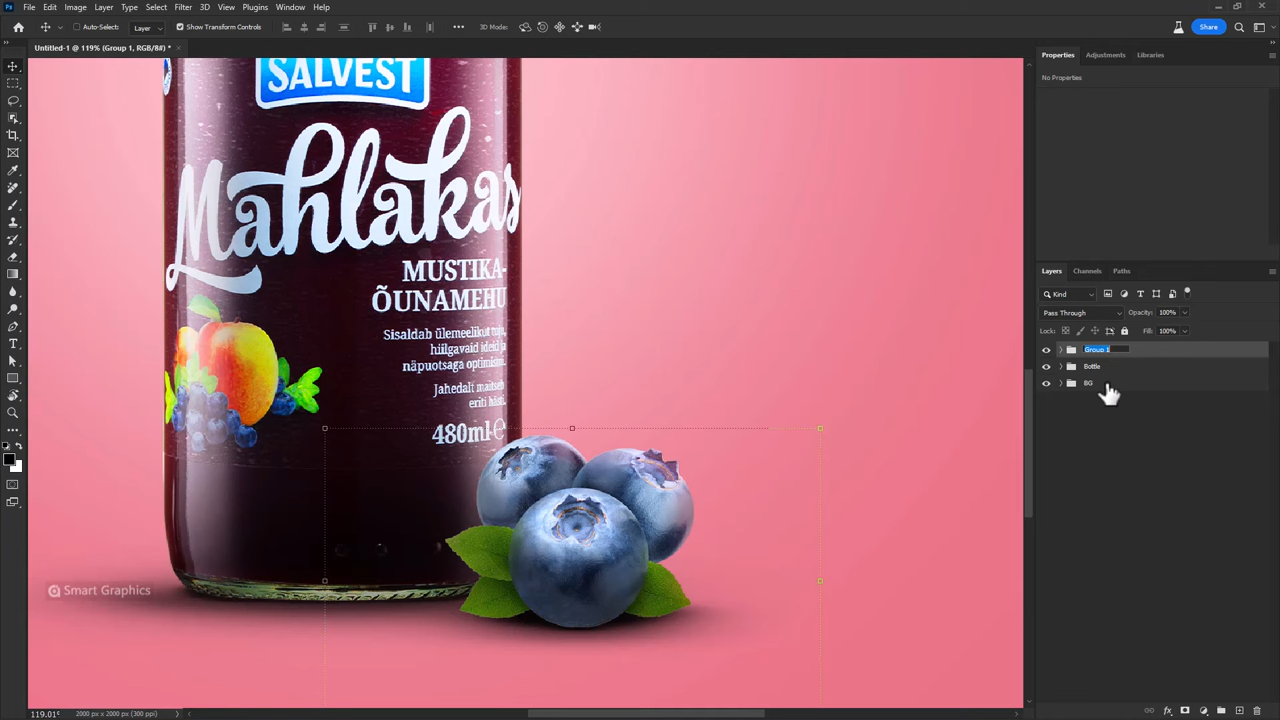 Ps File Edit Image Layer Type Select Filter 3D View Plugins Window Help
Auto-Select: Layer Show Transform Controls 3D Mode: Share
Untitled-1 @ 119% (Group 1, RGB/8#) *
Properties Adjustments Libraries
No Properties
SALVEST
Mahlakas
MUSTIKA-
ÕUNAMEHU
Sisaldab ülemeelikut tuju,
hiilgavaid ideid ja
näpuotsaga optimismi.
Jahedalt maitseb
eriti hästi.
480ml e
Smart Graphics
Layers Channels Paths
Kind
Pass Through Opacity: 100%
Lock: Fill: 100%
Group 1
Bottle
BG
119.01% 2000 px x 2000 px (300 ppi)